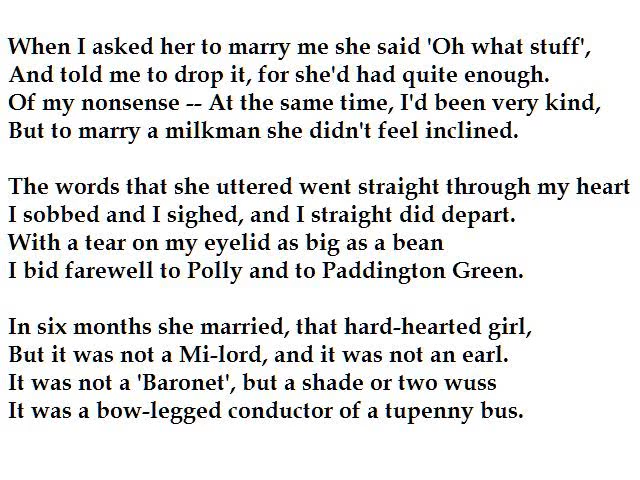 When I asked her to marry me she said 'Oh what stuff',
And told me to drop it, for she'd had quite enough.
Of my nonsense -- At the same time, I'd been very kind,
But to marry a milkman she didn't feel inclined.

The words that she uttered went straight through my heart
I sobbed and I sighed, and I straight did depart.
With a tear on my eyelid as big as a bean
I bid farewell to Polly and to Paddington Green.

In six months she married, that hard-hearted girl,
But it was not a Mi-lord, and it was not an earl.
It was not a 'Baronet', but a shade or two wuss
It was a bow-legged conductor of a tupenny bus.